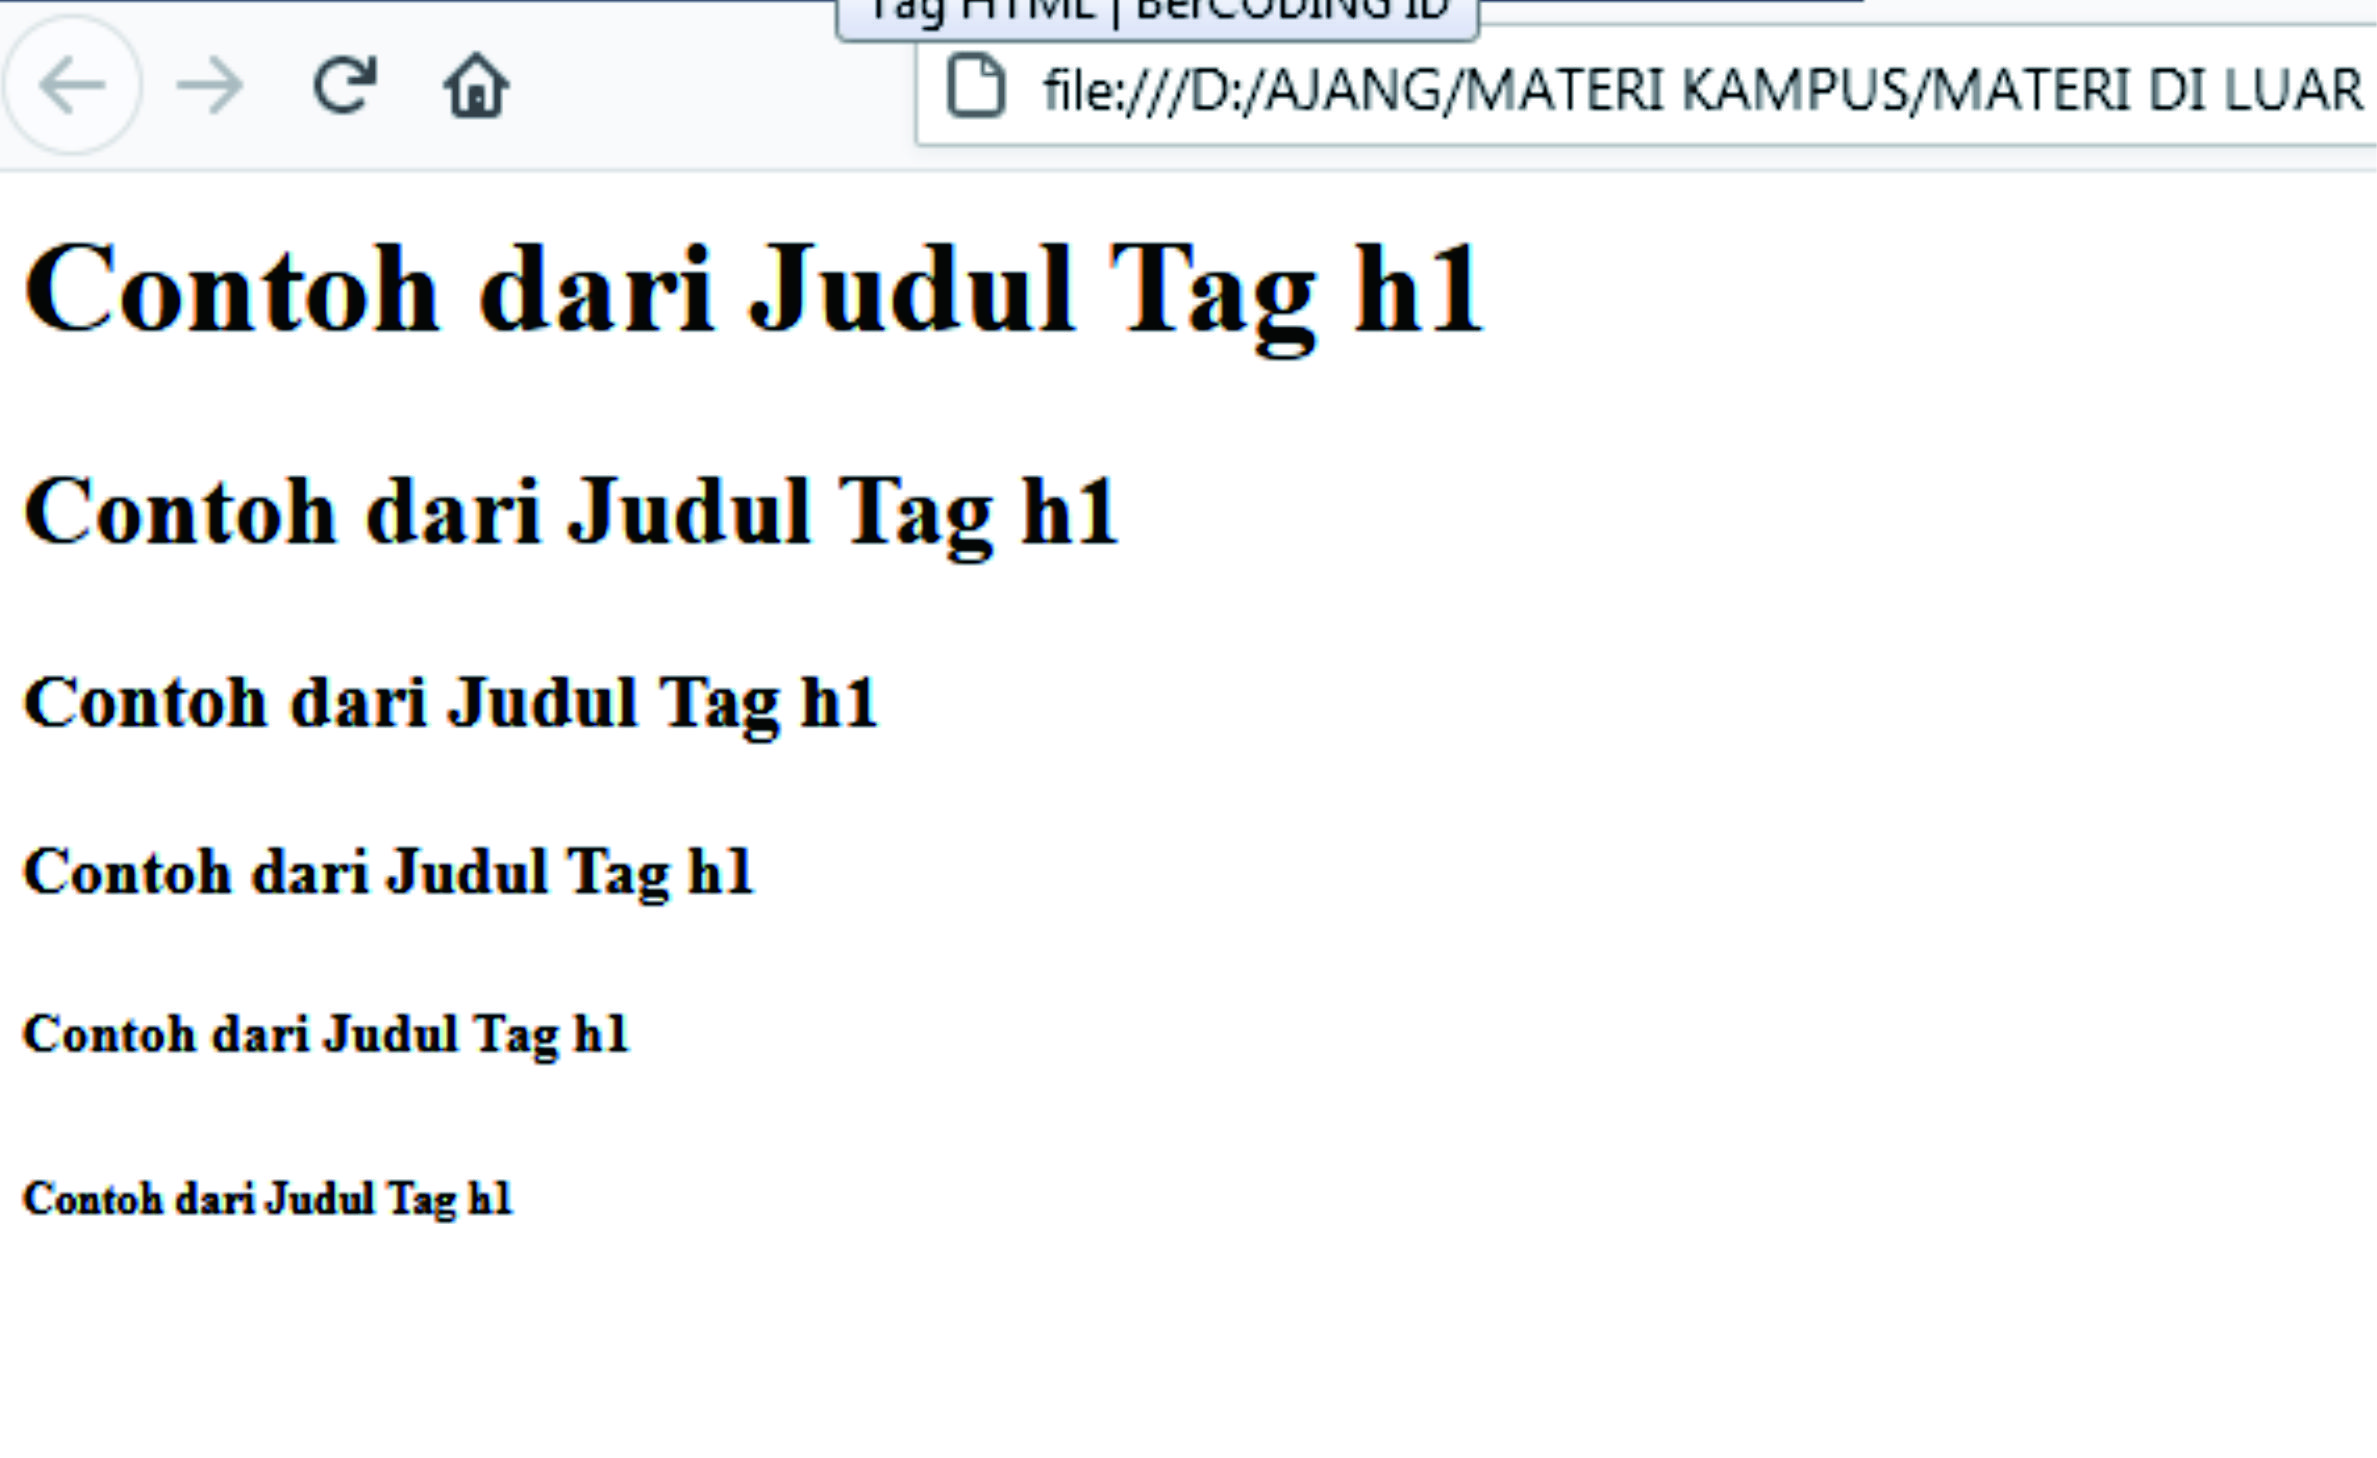 Tag HTML | BerCODING ID
file:///D:/AJANG/MATERI KAMPUS/MATERI DI LUAR
Contoh dari Judul Tag h1
Contoh dari Judul Tag h1
Contoh dari Judul Tag h1
Contoh dari Judul Tag h1
Contoh dari Judul Tag h1
Contoh dari Judul Tag h1